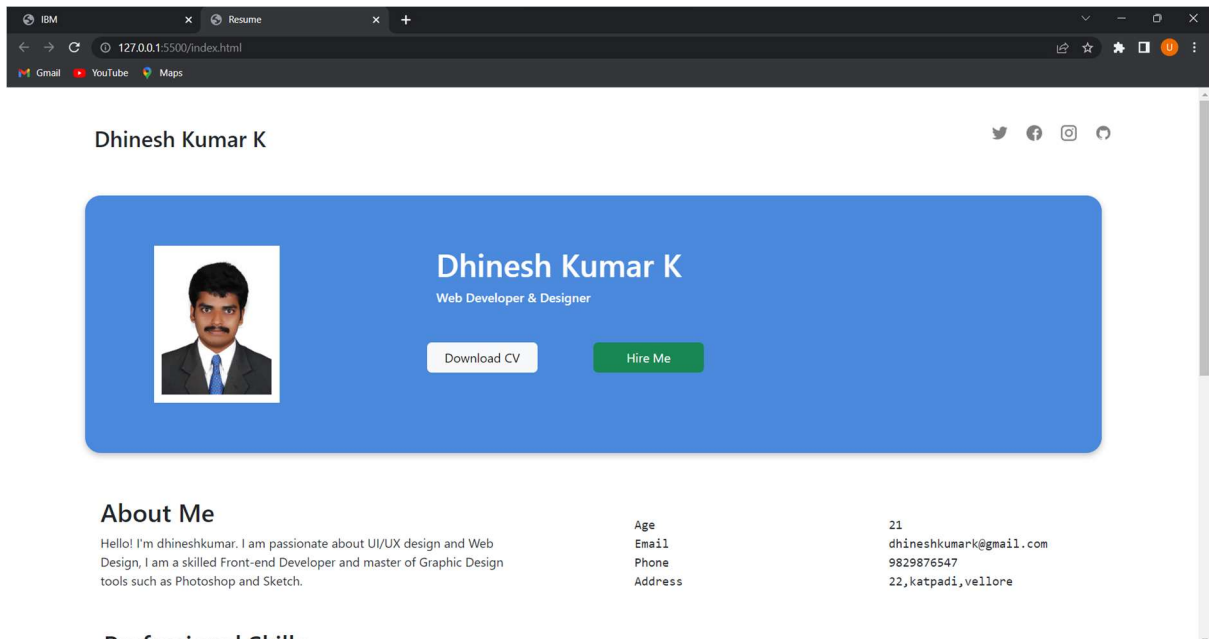 IBM
Resume
127.0.0.1:5500/index.html
U
Gmail
YouTube
Maps
Dhinesh Kumar K
Dhinesh Kumar K
Web Developer & Designer
Download CV
Hire Me
About Me
Hello! I'm dhineshkumar. I am passionate about UI/UX design and Web
Design, I am a skilled Front-end Developer and master of Graphic Design
tools such as Photoshop and Sketch.
Age 21
Email dhineshkumark@gmail.com
Phone 9829876547
Address 22,katpadi,vellore
Professional Skills